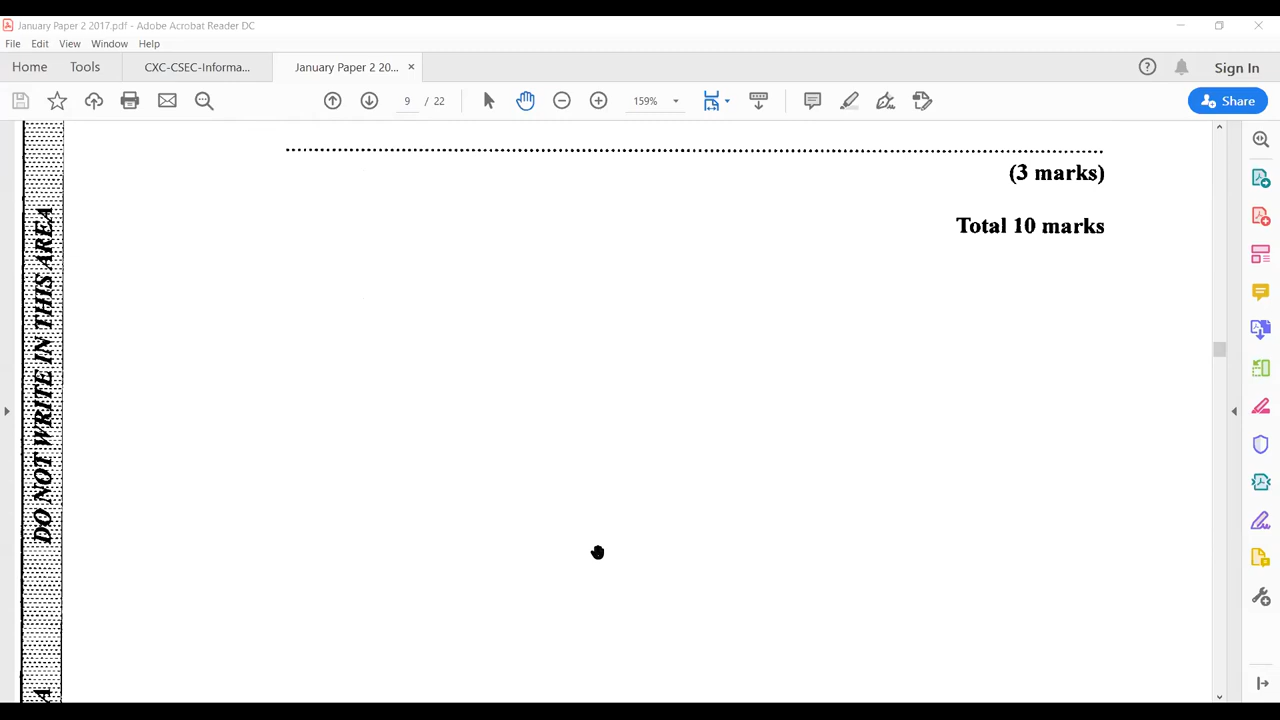 January Paper 2 2017.pdf - Adobe Acrobat Reader DC
File Edit View Window Help
Home Tools CXC-CSEC-Informa... January Paper 2 20... × Sign In
9 / 22 159% Share
(3 marks)
Total 10 marks
DO NOT WRITE IN THIS AREA
A